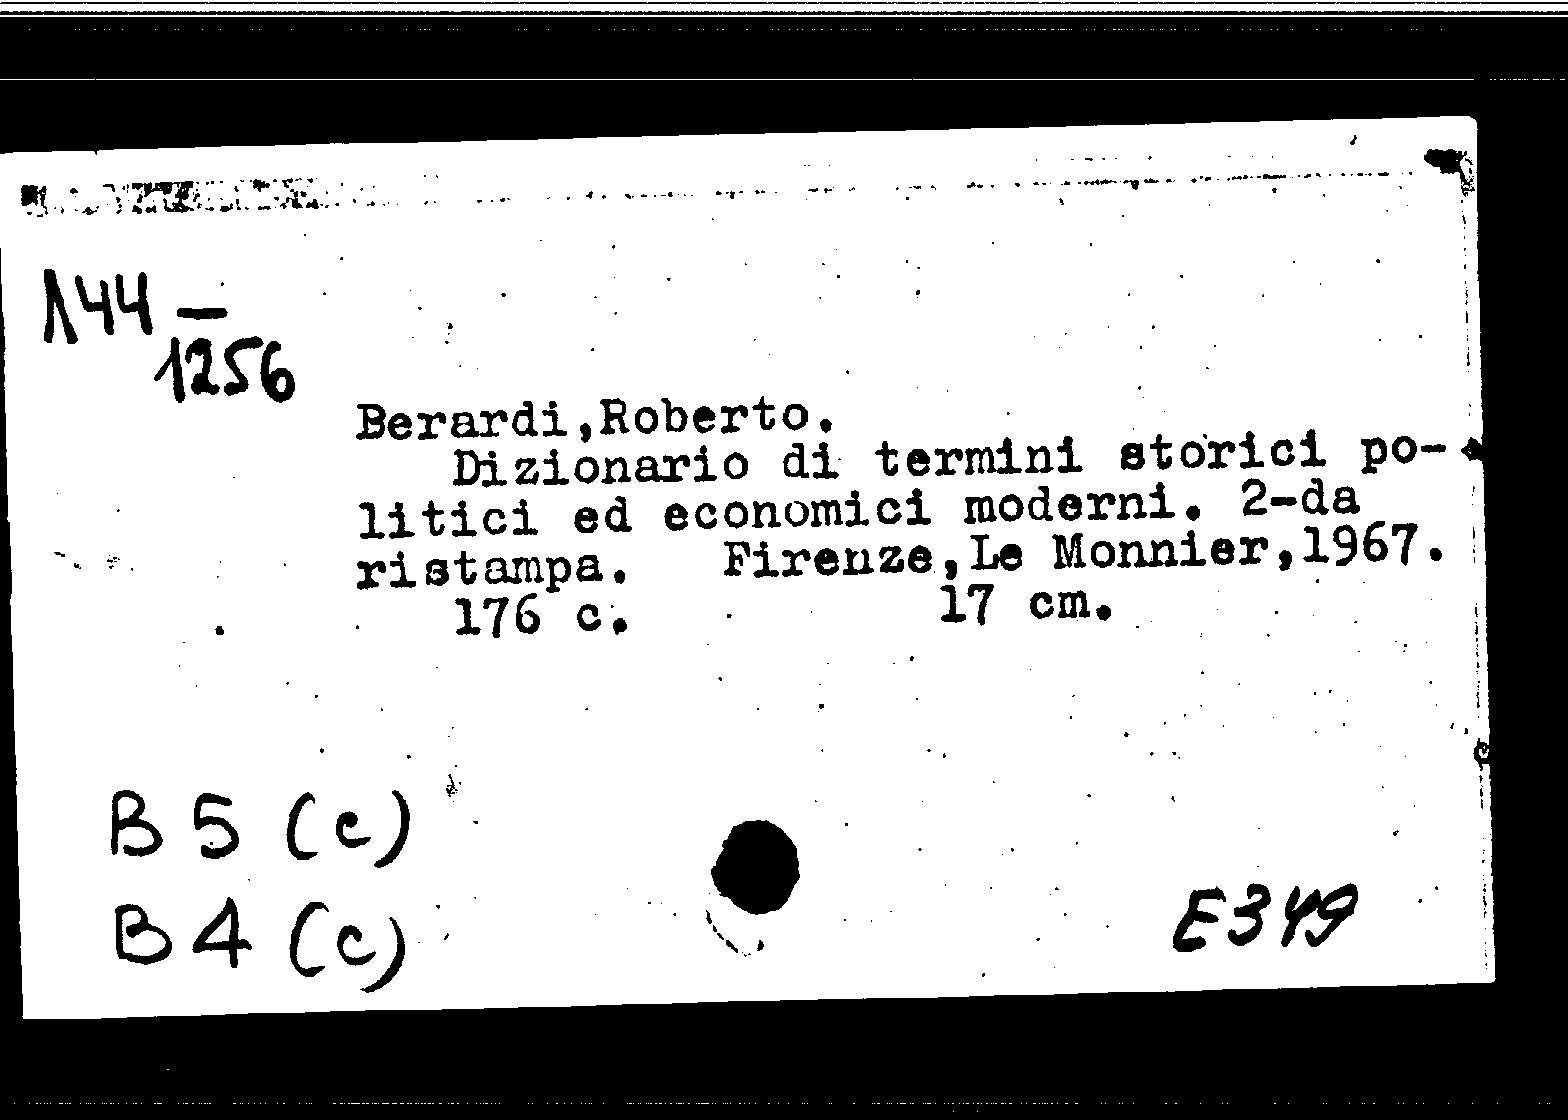 Л44-
1256
Berardi,Roberto.
Dizionario di termini storici po-
litici ed economici moderni. 2-da
ristampa. Firenze,Le Monnier,1967.
176 c. 17 cm.
B 5 (c)
B 4 (c)
E349